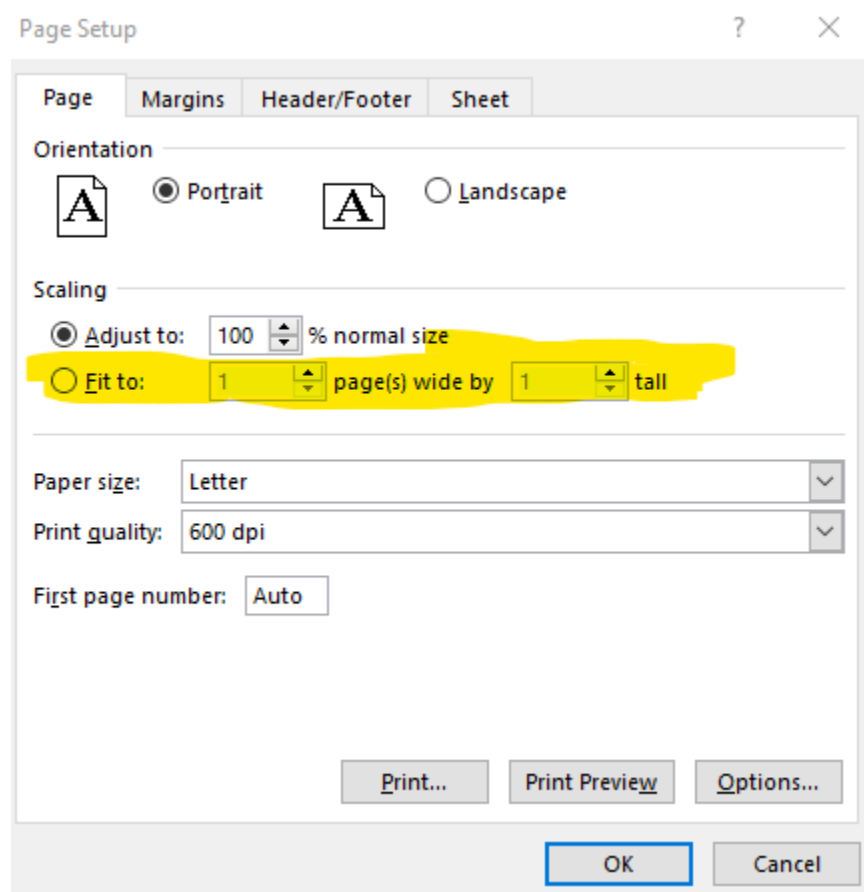 Page Setup ? ×
Page Margins Header/Footer Sheet
Orientation
A Portrait A Landscape
Scaling
Adjust to: 100 % normal size
Fit to: 1 page(s) wide by 1 tall
Paper size: Letter
Print quality: 600 dpi
First page number: Auto
Print... Print Preview Options...
OK Cancel